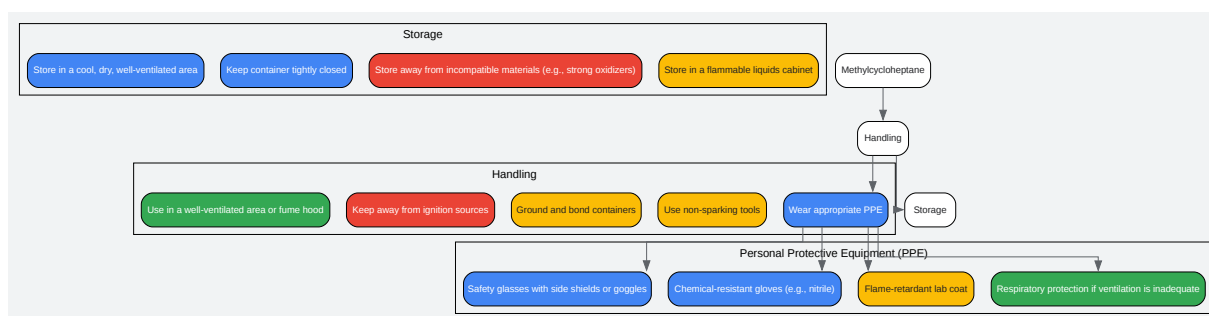 Storage
Store in a cool, dry, well-ventilated area
Keep container tightly closed
Store away from incompatible materials (e.g., strong oxidizers)
Store in a flammable liquids cabinet
Methylcycloheptane
Handling
Handling
Use in a well-ventilated area or fume hood
Keep away from ignition sources
Ground and bond containers
Use non-sparking tools
Wear appropriate PPE
Storage
Personal Protective Equipment (PPE)
Safety glasses with side shields or goggles
Chemical-resistant gloves (e.g., nitrile)
Flame-retardant lab coat
Respiratory protection if ventilation is inadequate